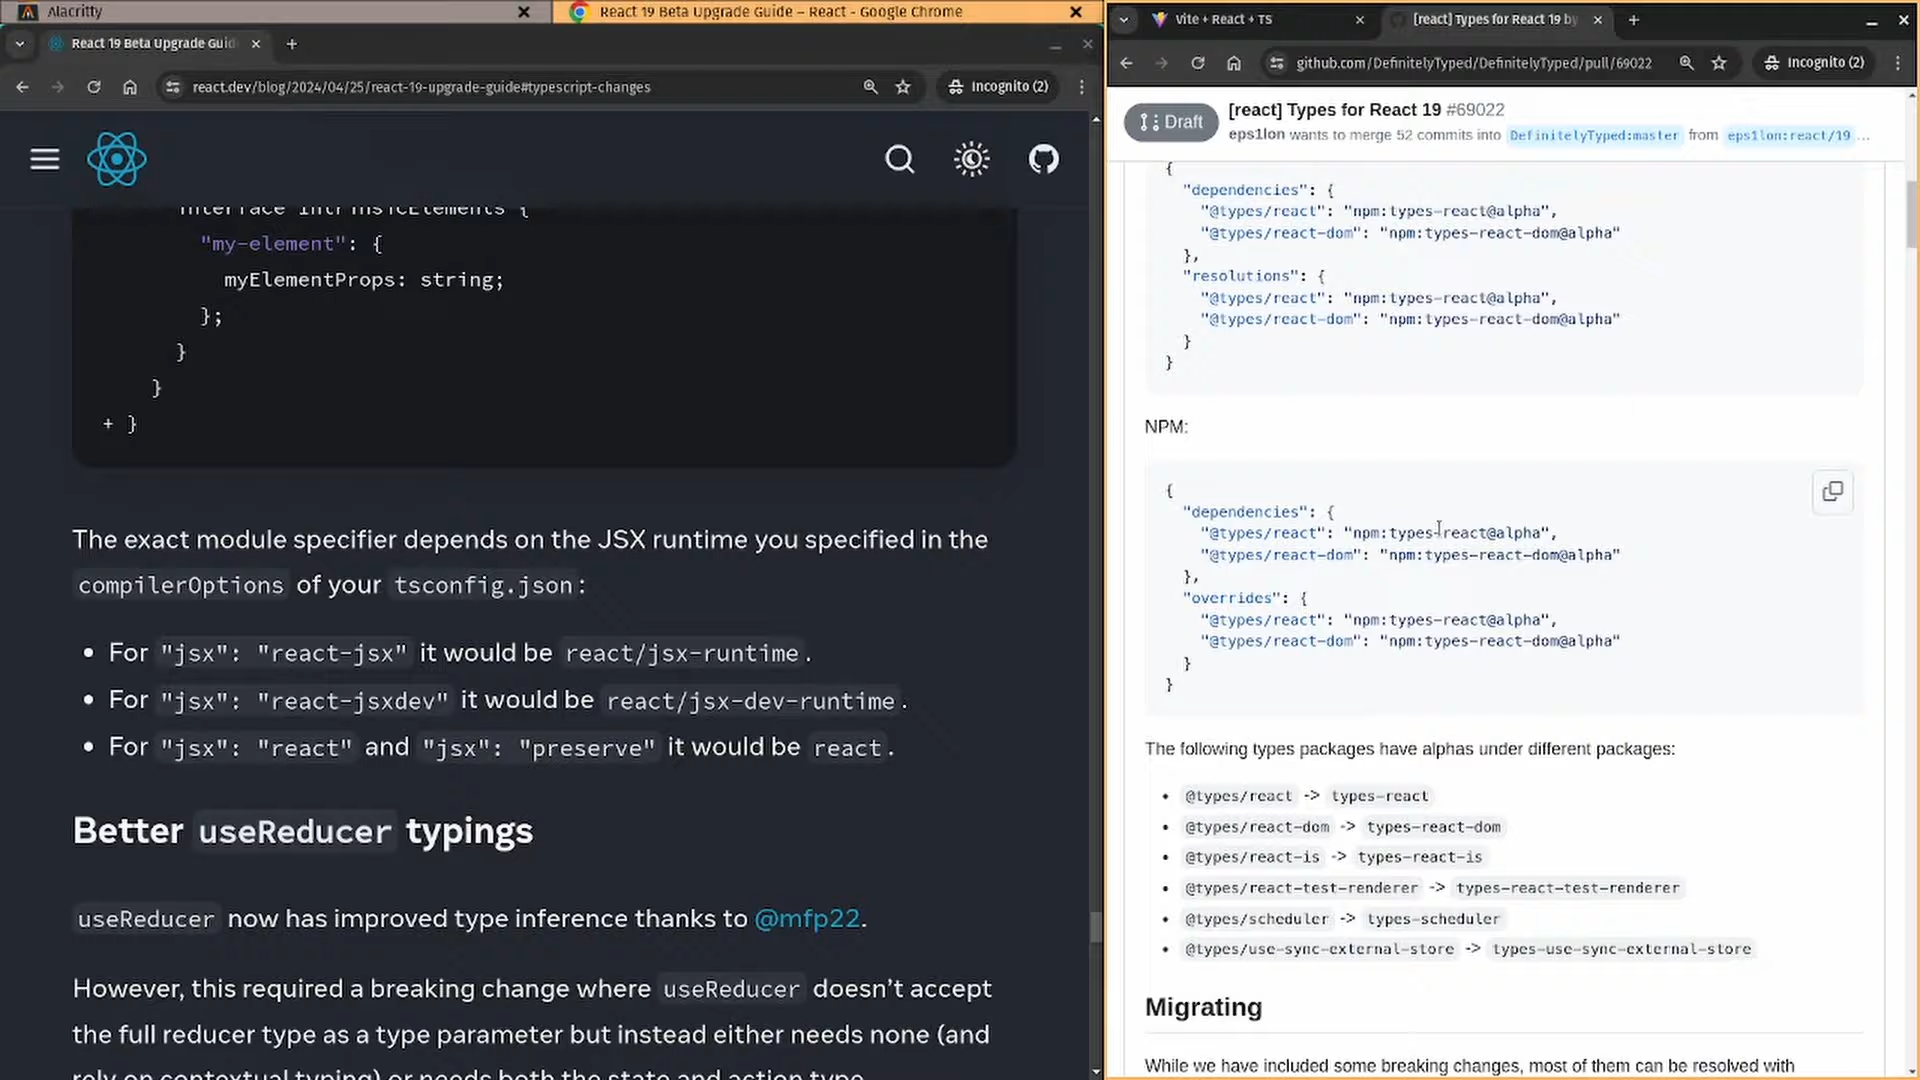 Alacritty
React 19 Beta Upgrade Guide – React - Google Chrome
React 19 Beta Upgrade Guid
react.dev/blog/2024/04/25/react-19-upgrade-guide#typescript-changes
Incognito (2)
interface IntrinsicElements {
"my-element": {
myElementProps: string;
};
}
}
+ }
The exact module specifier depends on the JSX runtime you specified in the
compilerOptions of your tsconfig.json:
• For "jsx": "react-jsx" it would be react/jsx-runtime.
• For "jsx": "react-jsxdev" it would be react/jsx-dev-runtime.
• For "jsx": "react" and "jsx": "preserve" it would be react.
Better useReducer typings
useReducer now has improved type inference thanks to @mfp22.
However, this required a breaking change where useReducer doesn’t accept
the full reducer type as a type parameter but instead either needs none (and
rely on contextual typing) or needs both the state and action type.
Vite + React + TS
[react] Types for React 19 by
github.com/DefinitelyTyped/DefinitelyTyped/pull/69022
Incognito (2)
Draft
[react] Types for React 19 #69022
eps1lon wants to merge 52 commits into DefinitelyTyped:master from eps1lon:react/19 ...
{
"dependencies": {
"@types/react": "npm:types-react@alpha",
"@types/react-dom": "npm:types-react-dom@alpha"
},
"resolutions": {
"@types/react": "npm:types-react@alpha",
"@types/react-dom": "npm:types-react-dom@alpha"
}
}
NPM:
{
"dependencies": {
"@types/react": "npm:types-react@alpha",
"@types/react-dom": "npm:types-react-dom@alpha"
},
"overrides": {
"@types/react": "npm:types-react@alpha",
"@types/react-dom": "npm:types-react-dom@alpha"
}
}
The following types packages have alphas under different packages:
• @types/react -> types-react
• @types/react-dom -> types-react-dom
• @types/react-is -> types-react-is
• @types/react-test-renderer -> types-react-test-renderer
• @types/scheduler -> types-scheduler
• @types/use-sync-external-store -> types-use-sync-external-store
Migrating
While we have included some breaking changes, most of them can be resolved with